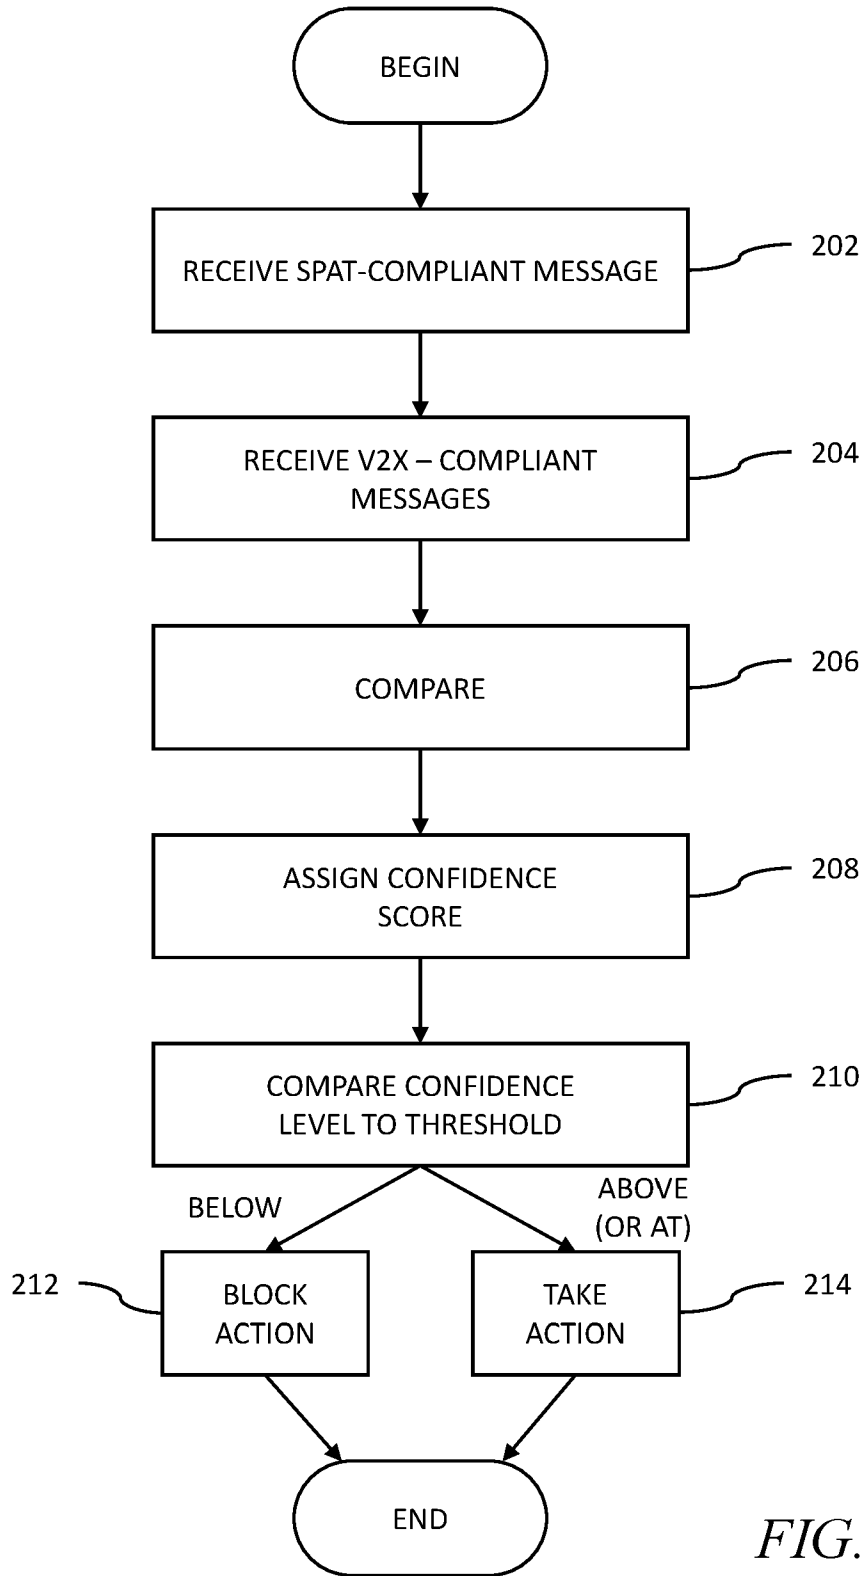 BEGIN
RECEIVE SPAT-COMPLIANT MESSAGE
202
RECEIVE V2X – COMPLIANT
MESSAGES
204
COMPARE
206
ASSIGN CONFIDENCE
SCORE
208
COMPARE CONFIDENCE
LEVEL TO THRESHOLD
210
BELOW
ABOVE
(OR AT)
212
BLOCK
ACTION
TAKE
ACTION
214
END
FIG.